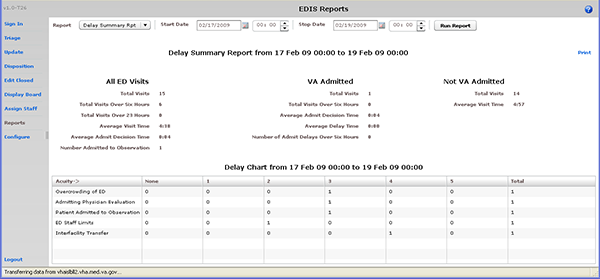 v4.0-T26
EDIS Reports
Sign In
Triage
Update
Disposition
Edit Closed
Display Board
Assign Staff
Reports
Configure
Logout
Report Delay Summary Rpt Start Date 02/17/2009 00: 00 Stop Date 02/19/2009 00: 00 Run Report
Delay Summary Report from 17 Feb 09 00:00 to 19 Feb 09 00:00
Print
All ED Visits
Total Visits 15
Total Visits Over Six Hours 6
Total Visits Over 23 Hours 0
Average Visit Time 4:38
Average Admit Decision Time 0:04
Number Admitted to Observation 1
VA Admitted
Total Visits 1
Total Visits Over Six Hours 0
Average Admit Decision Time 0:04
Average Delay Time 0:00
Number of Admit Delays Over Six Hours 0
Not VA Admitted
Total Visits 14
Average Visit Time 4:57
Delay Chart from 17 Feb 09 00:00 to 19 Feb 09 00:00
Acuity-> None 1 2 3 4 5 Total
Overcrowding of ED 0 0 0 1 0 0 1
Admitting Physician Evaluation 0 0 0 1 0 0 1
Patient Admitted to Observation 0 0 0 1 0 0 1
ED Staff Limits 0 0 1 0 0 0 1
Interfacility Transfer 0 0 0 0 1 0 1
Transferring data from vhaislbll2.vha.med.va.gov...